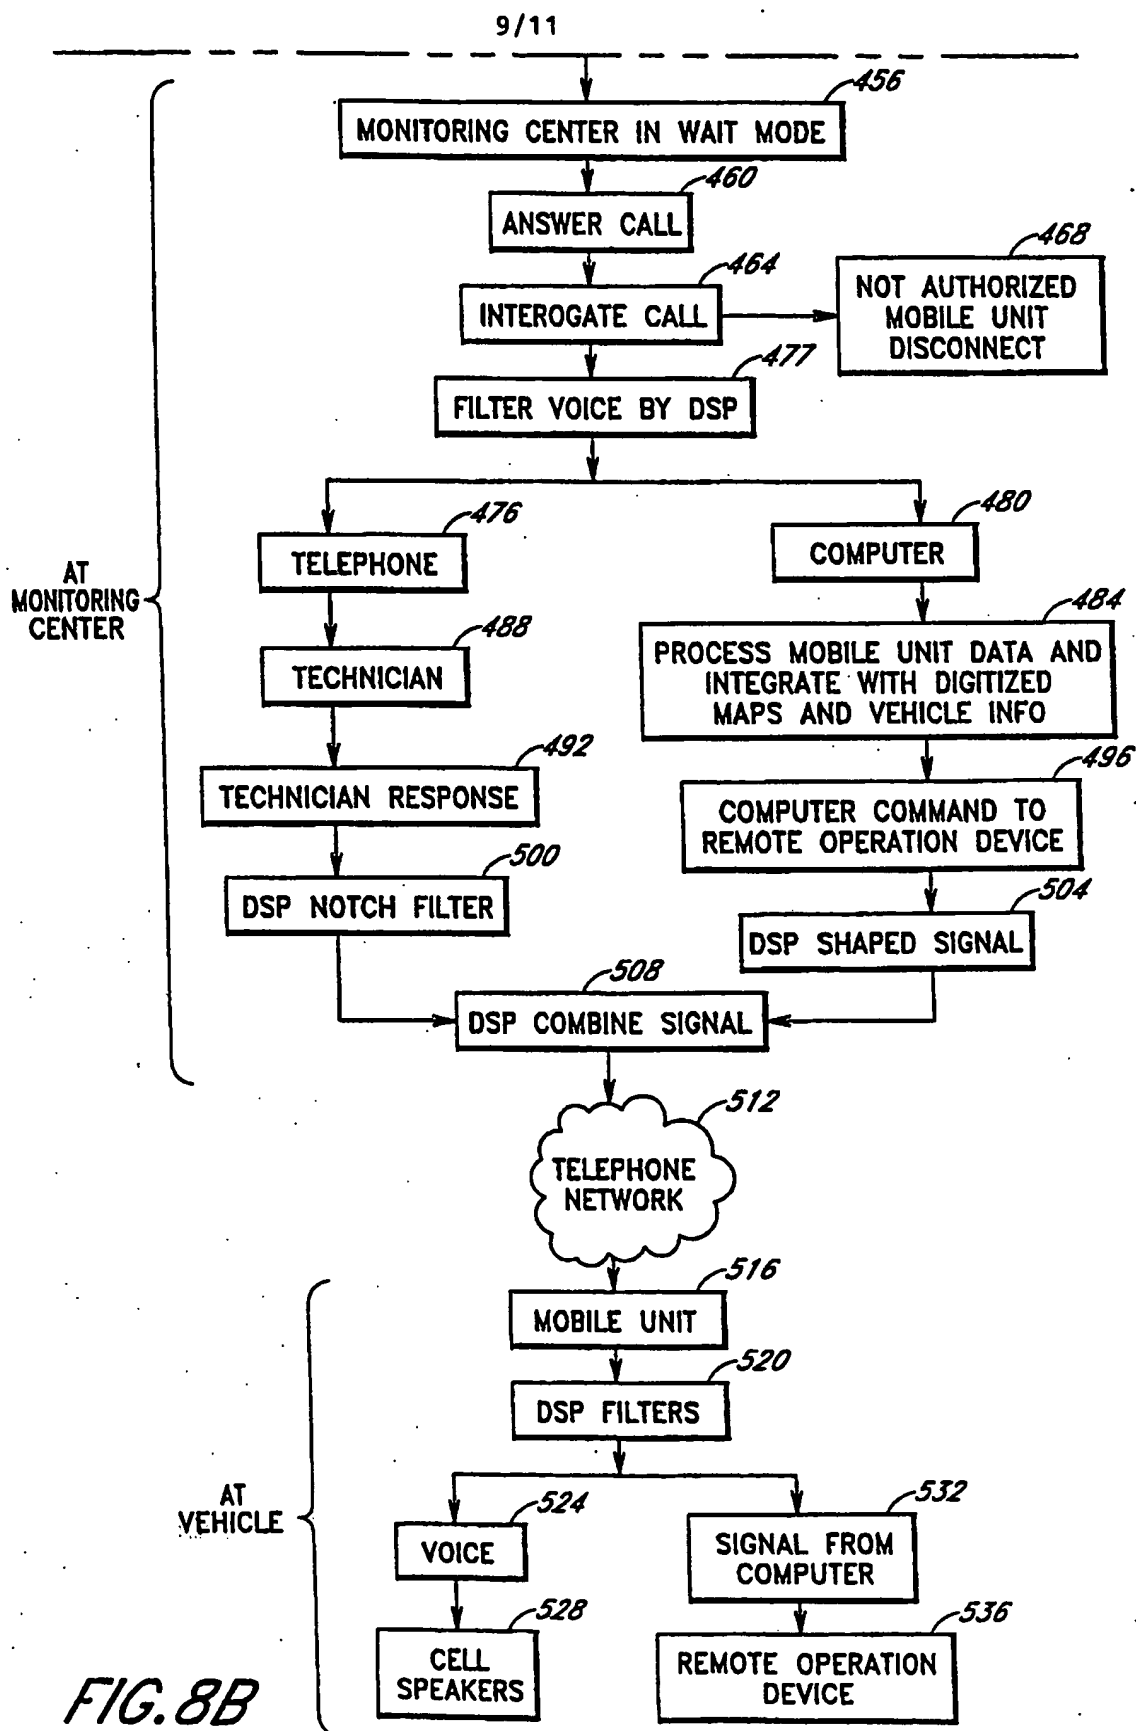 9/11
456
MONITORING CENTER IN WAIT MODE
460
ANSWER CALL
464
INTEROGATE CALL
468
NOT AUTHORIZED
MOBILE UNIT
DISCONNECT
477
FILTER VOICE BY DSP
476
TELEPHONE
480
COMPUTER
AT
MONITORING
CENTER
488
TECHNICIAN
484
PROCESS MOBILE UNIT DATA AND
INTEGRATE WITH DIGITIZED
MAPS AND VEHICLE INFO
492
TECHNICIAN RESPONSE
496
COMPUTER COMMAND TO
REMOTE OPERATION DEVICE
500
DSP NOTCH FILTER
504
DSP SHAPED SIGNAL
508
DSP COMBINE SIGNAL
512
TELEPHONE
NETWORK
516
MOBILE UNIT
520
DSP FILTERS
AT
VEHICLE
524
VOICE
532
SIGNAL FROM
COMPUTER
528
CELL
SPEAKERS
536
REMOTE OPERATION
DEVICE
FIG.8B